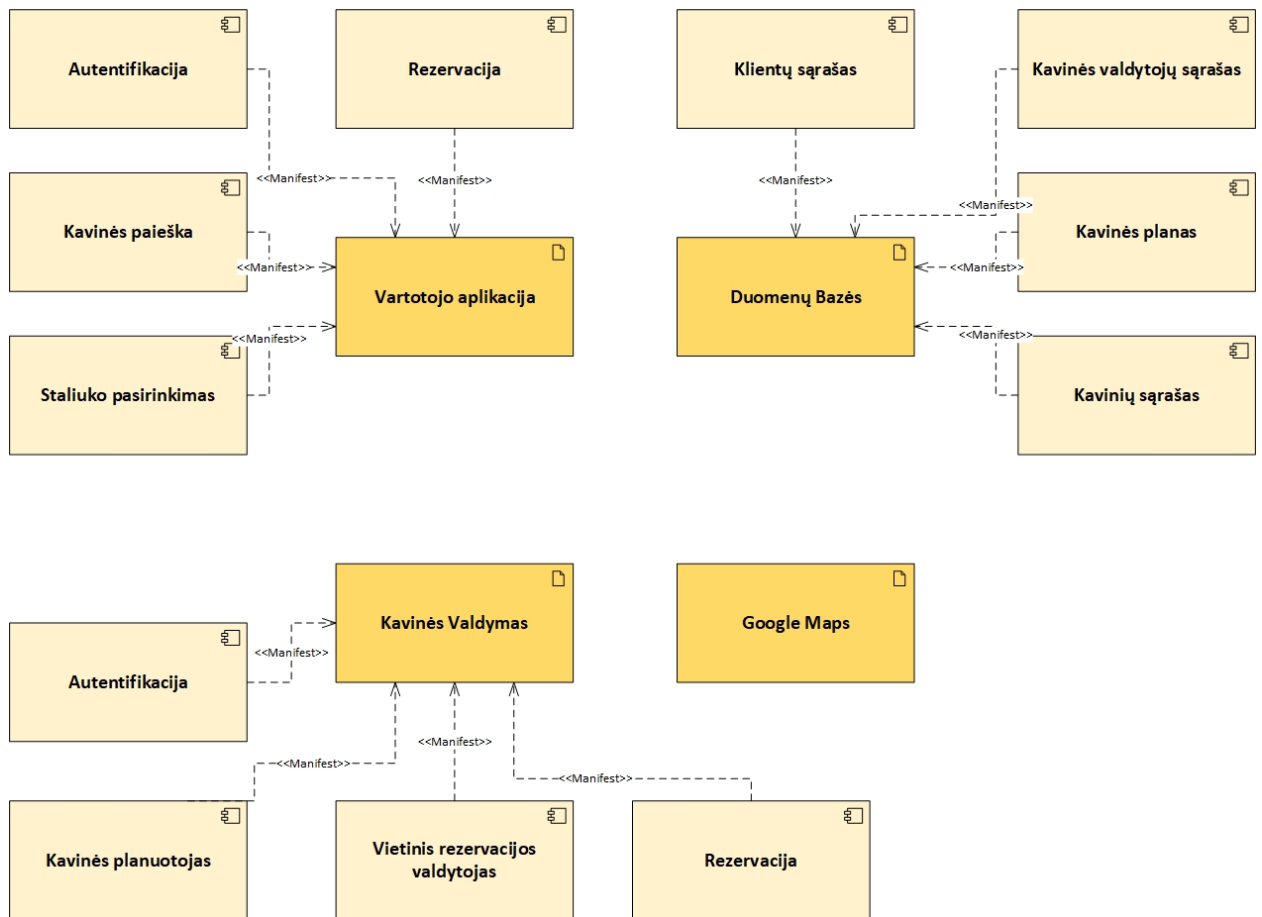 Autentifikacija
Rezervacija
Klientų sąrašas
Kavinės valdytojų sąrašas
<<Manifest>>
<<Manifest>>
<<Manifest>>
<<Manifest>>
Kavinės paieška
Kavinės planas
<<Manifest>>
<<Manifest>>
Vartotojo aplikacija
Duomenų Bazės
<<Manifest>>
<<Manifest>>
Staliuko pasirinkimas
Kavinių sąrašas
Kavinės Valdymas
Google Maps
<<Manifest>>
Autentifikacija
<<Manifest>>
<<Manifest>>
<<Manifest>>
Kavinės planuotojas
Vietinis rezervacijos
valdytojas
Rezervacija